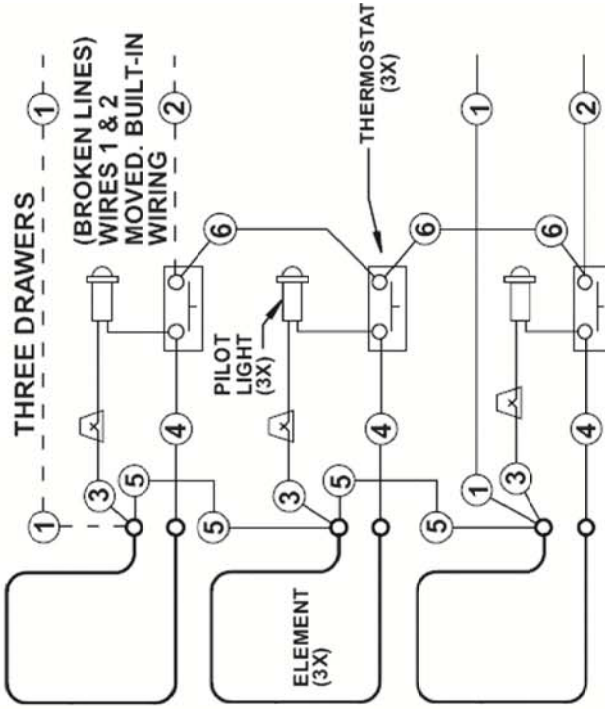 THREE DRAWERS
1 1
(BROKEN LINES)
WIRES 1 & 2
MOVED. BUILT-IN
WIRING
3
5
4 2
5 6
PILOT
LIGHT
(3X)
3
ELEMENT
(3X)
5
THERMOSTAT
(3X)
4
5 6
1 1
3 6
4 2